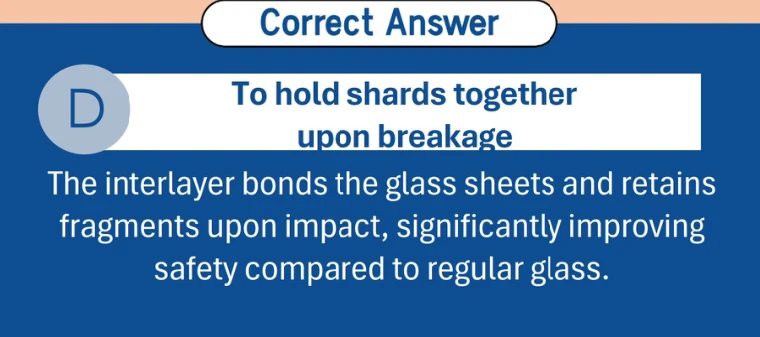 Correct Answer
D
To hold shards together
upon breakage
The interlayer bonds the glass sheets and retains
fragments upon impact, significantly improving
safety compared to regular glass.